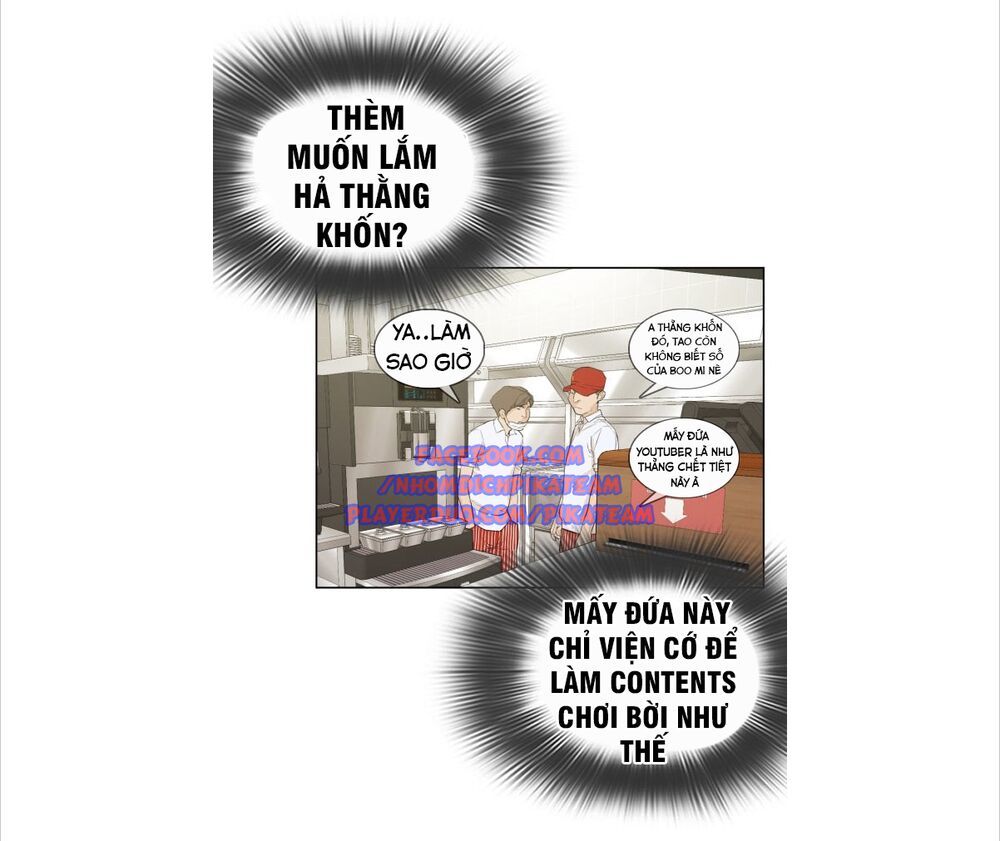 THÈM
MUỐN LẮM
HẢ THẰNG
KHỐN?
YA..LÀM
SAO GIỜ
A THẰNG KHỐN
ĐÓ, TAO CÒN
KHÔNG BIẾT SỐ
CỦA BOO MI NÈ
MẤY ĐỨA
YOUTUBER LÀ NHƯ
THẰNG CHẾT TIỆT
NÀY À
FACEBOOK.COM
/NHOMDICHPIKATEAM
PLAYERDUO.COM/PIKATEAM
MẤY ĐỨA NÀY
CHỈ VIỆN CỚ ĐỂ
LÀM CONTENTS
CHƠI BỜI NHƯ
THẾ